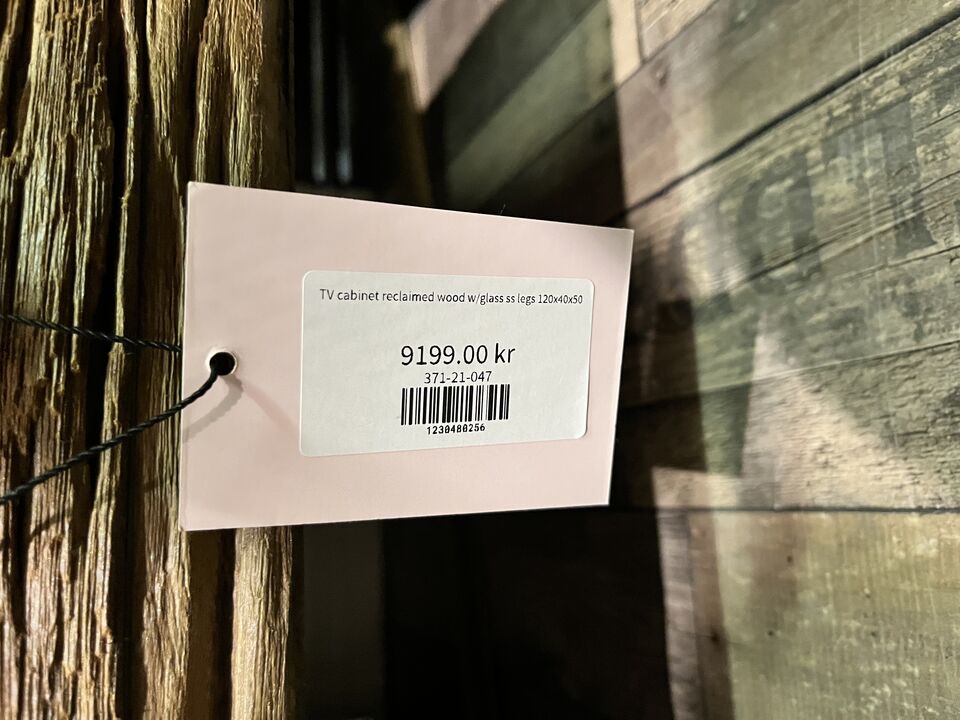 TV cabinet reclaimed wood w/glass ss legs 120x40x50
9199.00 kr
371-21-047
1230480256